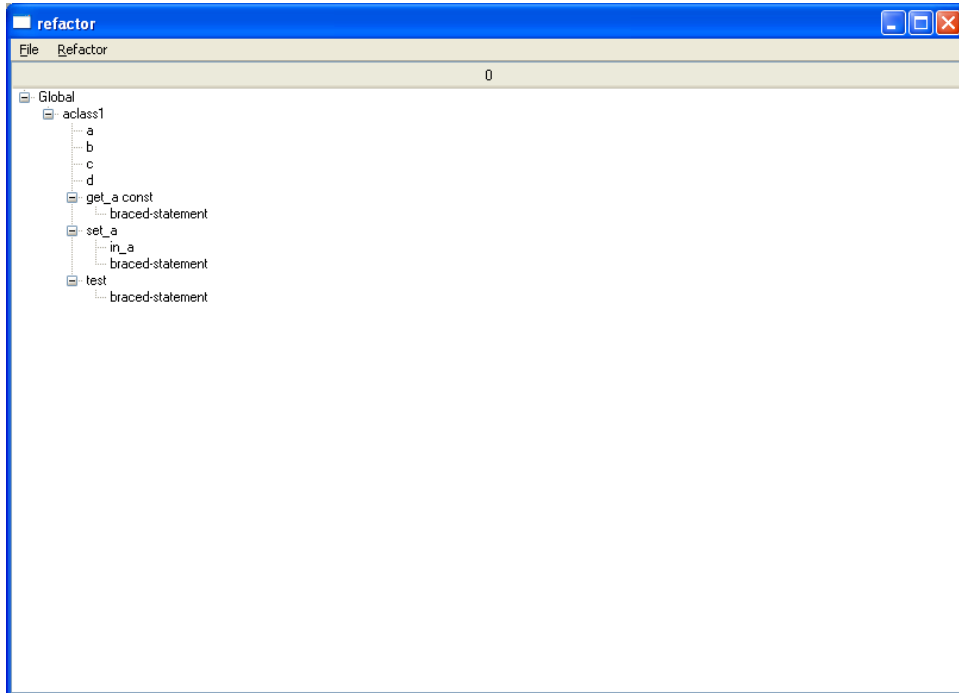 refactor
File Refactor
0
Global
aclass1
a
b
c
d
get_a const
braced-statement
set_a
in_a
braced-statement
test
braced-statement